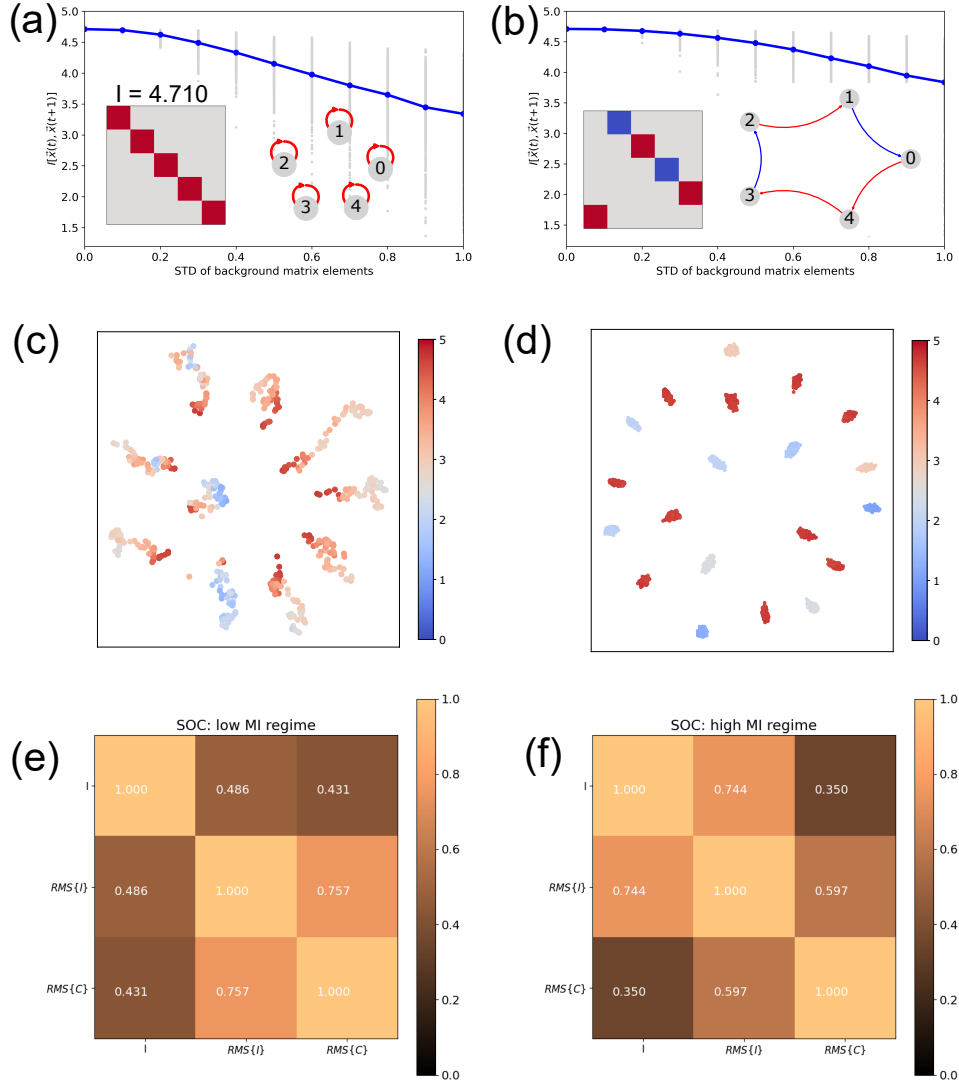 (a)
5.0
4.5
4.0
3.5
3.0
2.5
2.0
1.5
I[x⃗(t),x⃗(t+1)]
I = 4.710
1
2
0
3
4
0.0 0.2 0.4 0.6 0.8 1.0
STD of background matrix elements
(b)
5.0
4.5
4.0
3.5
3.0
2.5
2.0
1.5
I[x⃗(t),x⃗(t+1)]
1
2
0
3
4
0.0 0.2 0.4 0.6 0.8 1.0
STD of background matrix elements
(c)
5
4
3
2
1
0
(d)
5
4
3
2
1
0
(e)
SOC: low MI regime
I
RMS{I}
RMS{C}
1.000 0.486 0.431
0.486 1.000 0.757
0.431 0.757 1.000
I RMS{I} RMS{C}
1.0
0.8
0.6
0.4
0.2
0.0
(f)
SOC: high MI regime
I
RMS{I}
RMS{C}
1.000 0.744 0.350
0.744 1.000 0.597
0.350 0.597 1.000
I RMS{I} RMS{C}
1.0
0.8
0.6
0.4
0.2
0.0